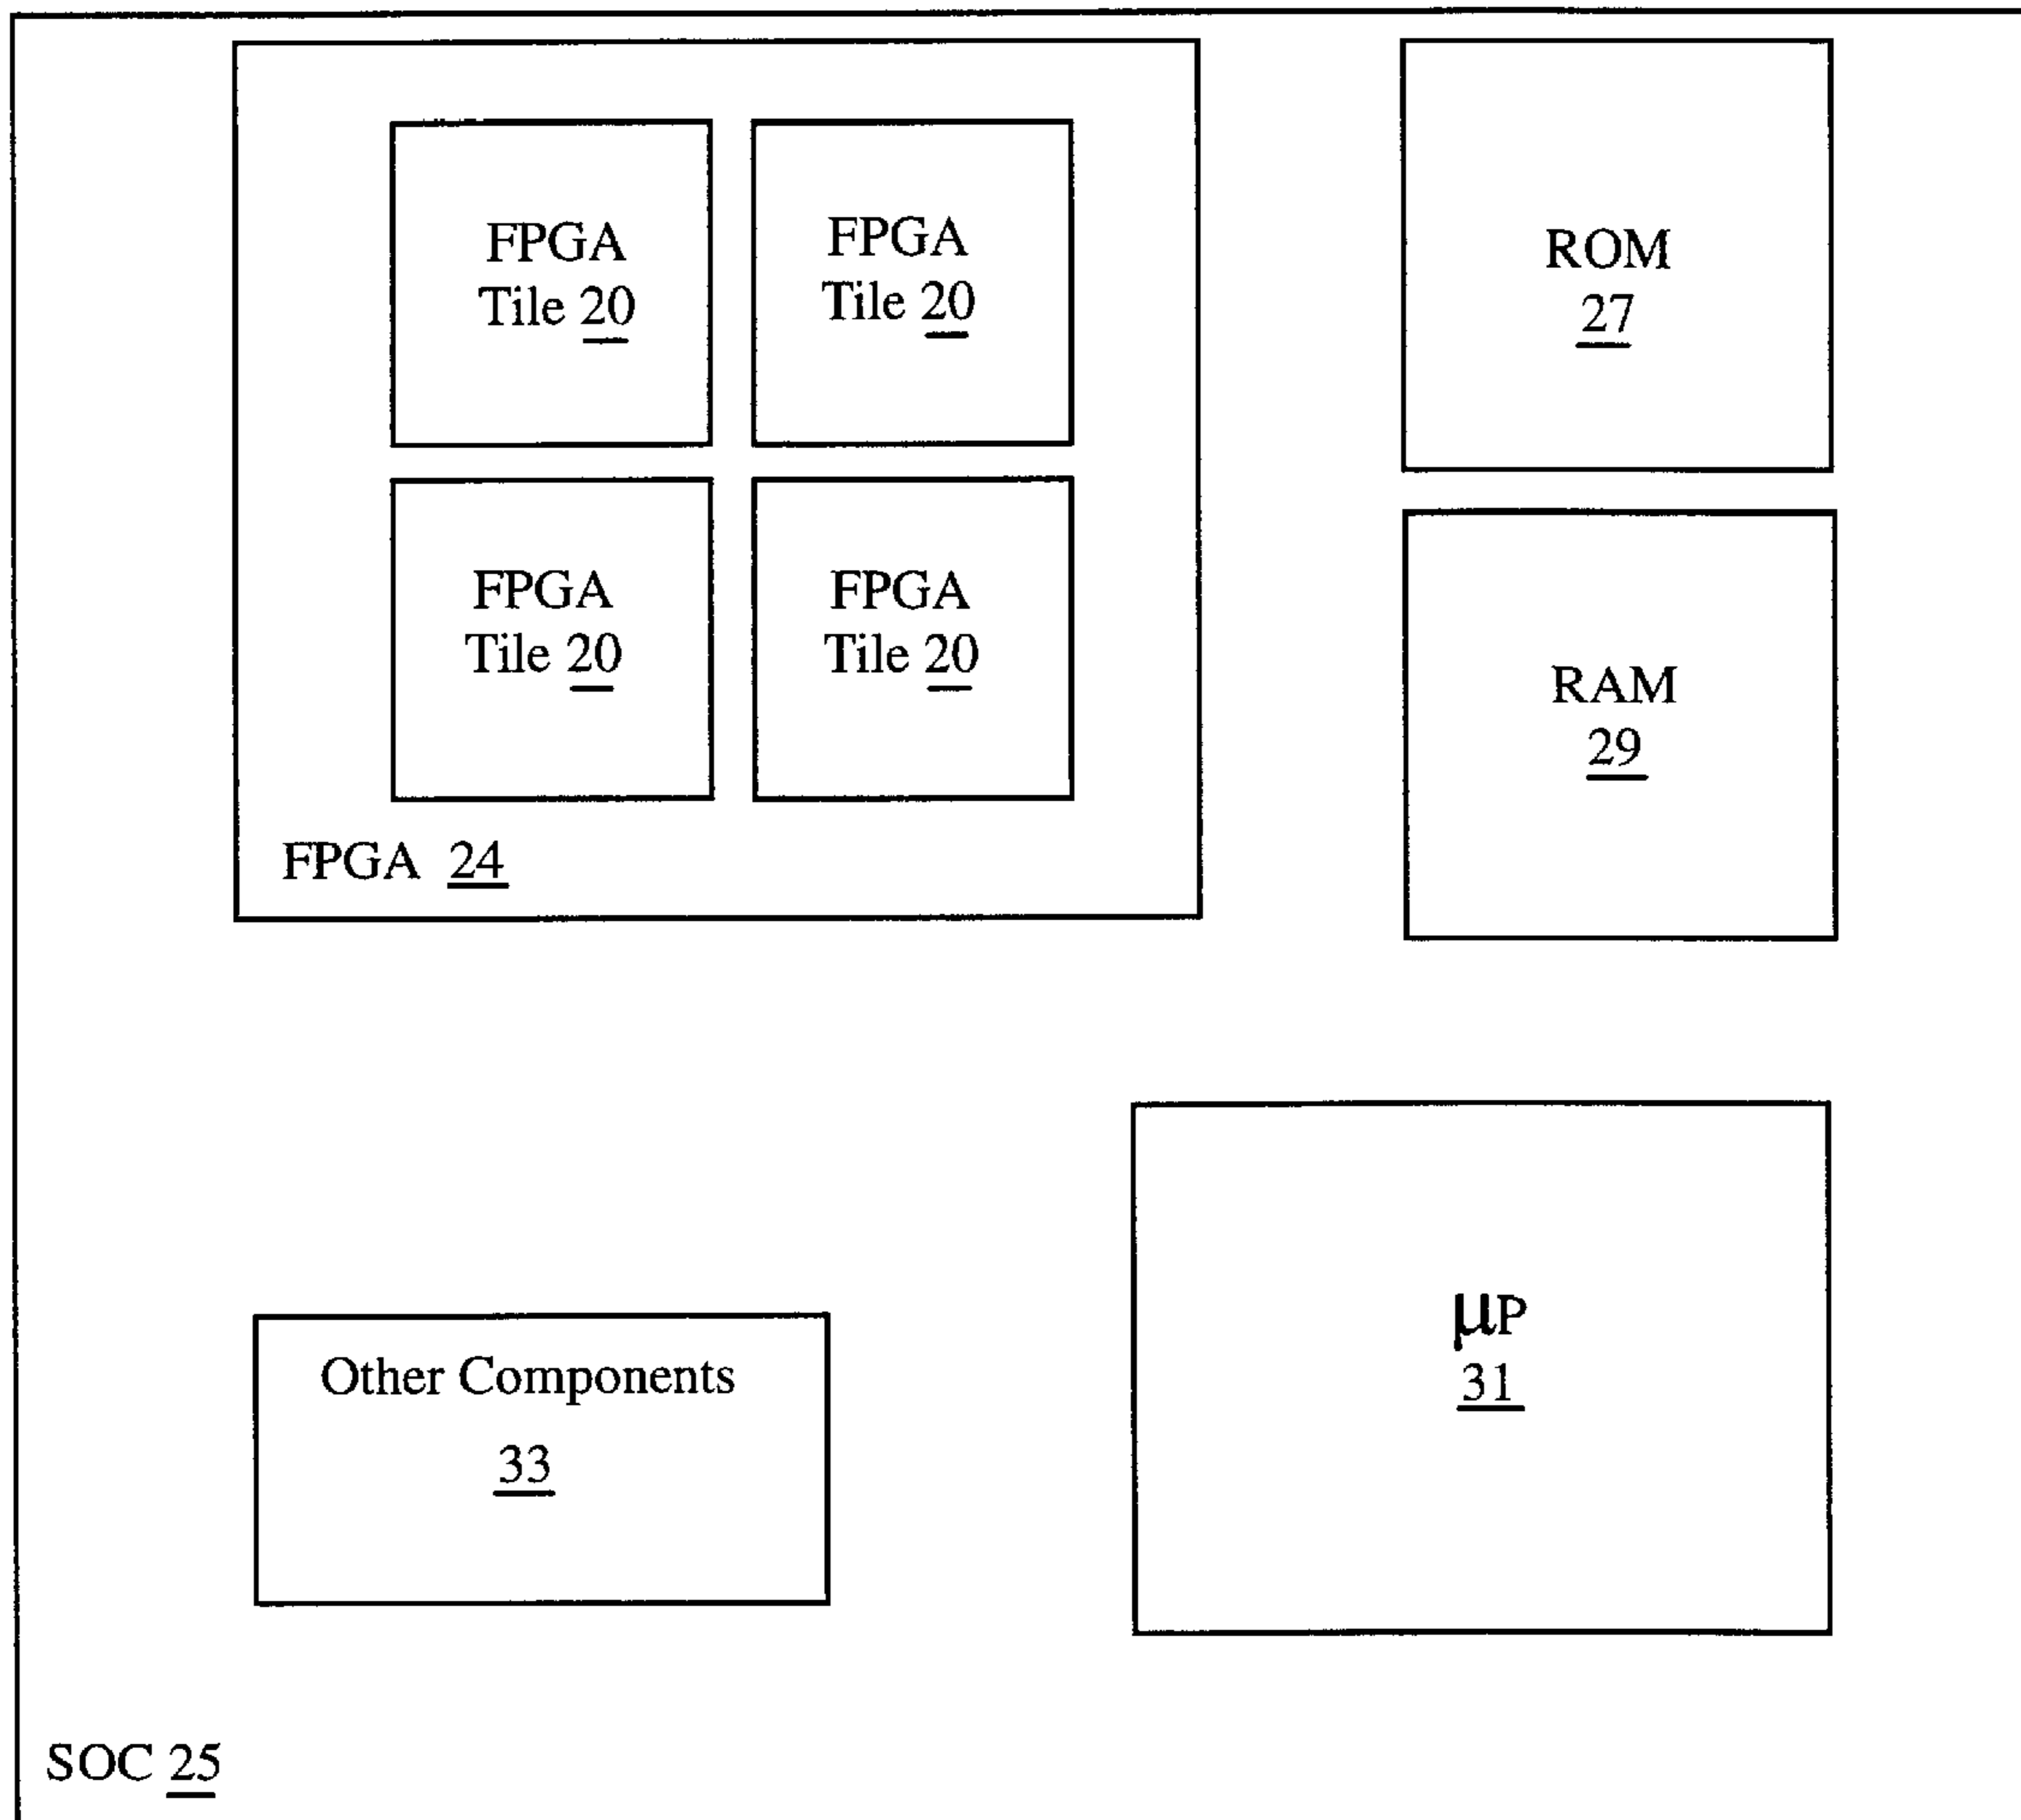 FPGA
Tile 20
FPGA
Tile 20
FPGA
Tile 20
FPGA
Tile 20
FPGA 24
ROM
27
RAM
29
Other Components
33
µP
31
SOC 25